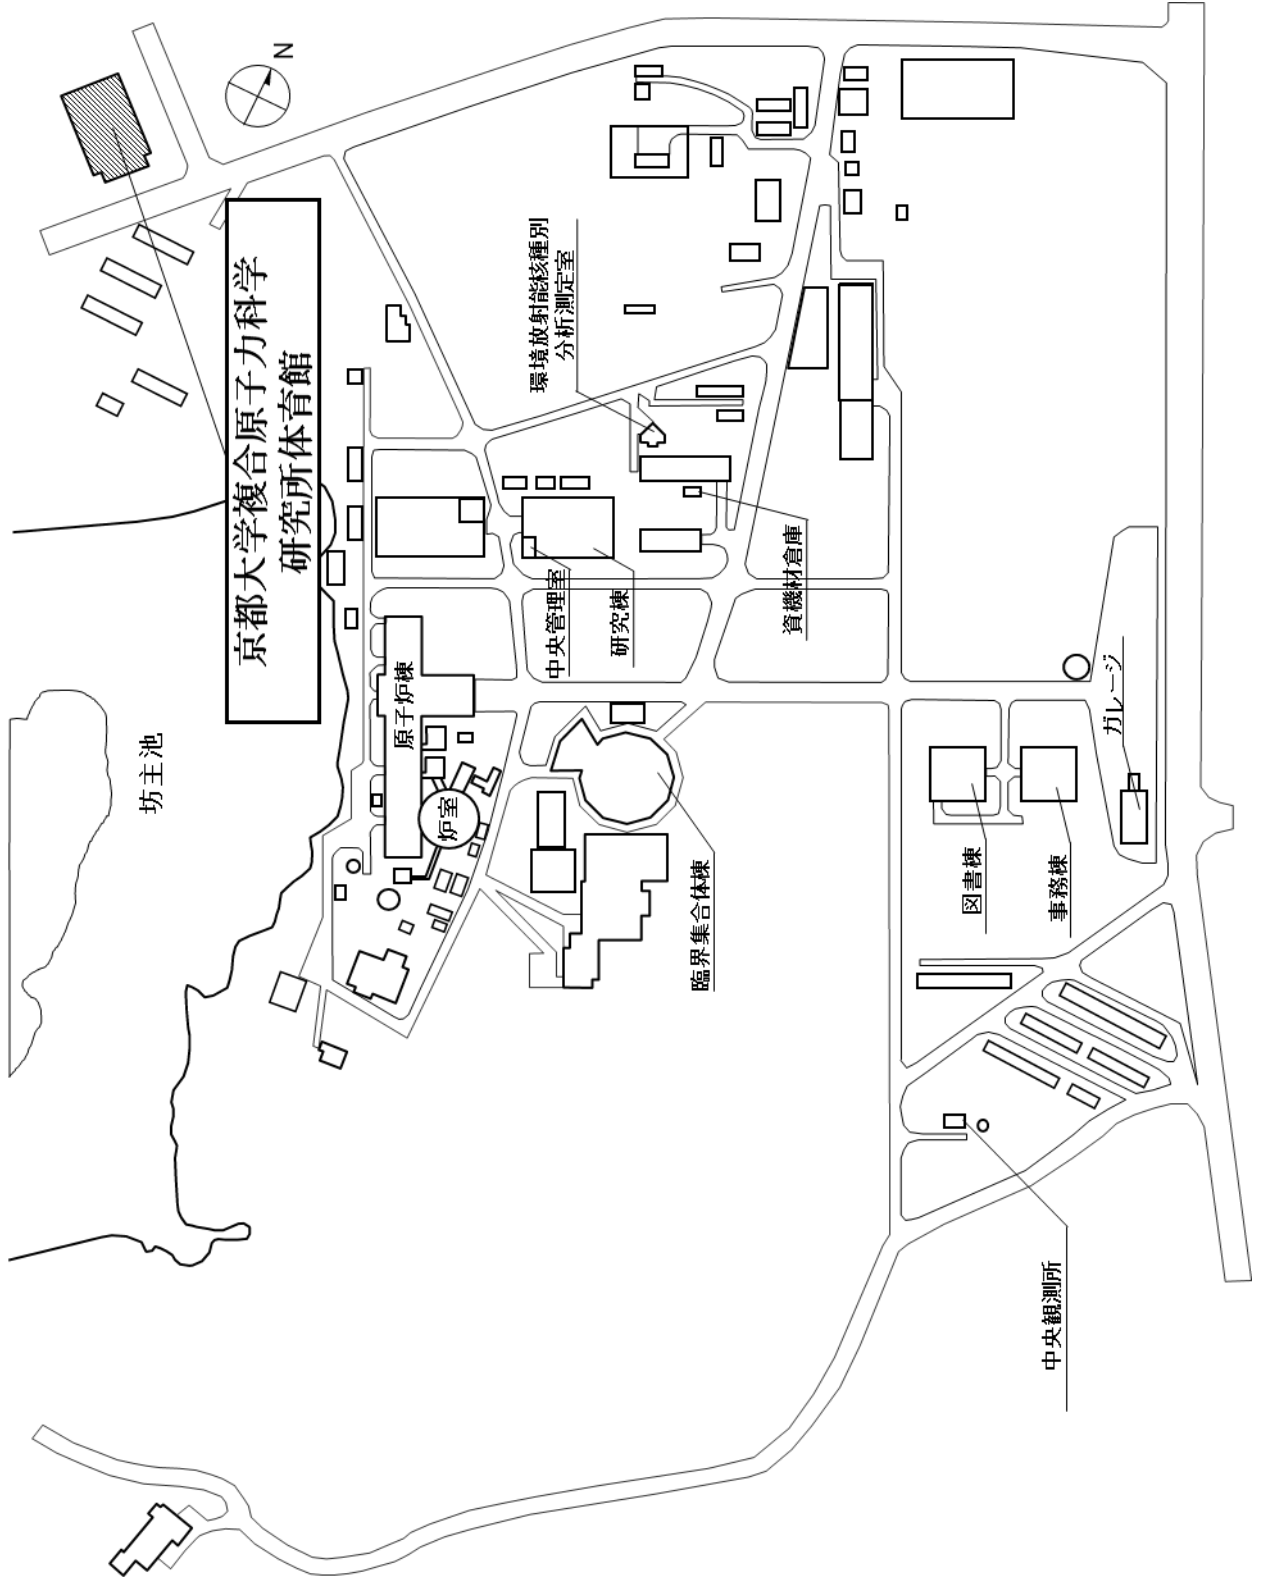 N
京都大学複合原子力科学
研究所体育館
環境放射能核種別
分析測定室
坊主池
中央管理室
研究棟
資機材倉庫
原子炉棟
炉室
ガレージ
臨界集合体棟
図書棟
事務棟
中央観測所